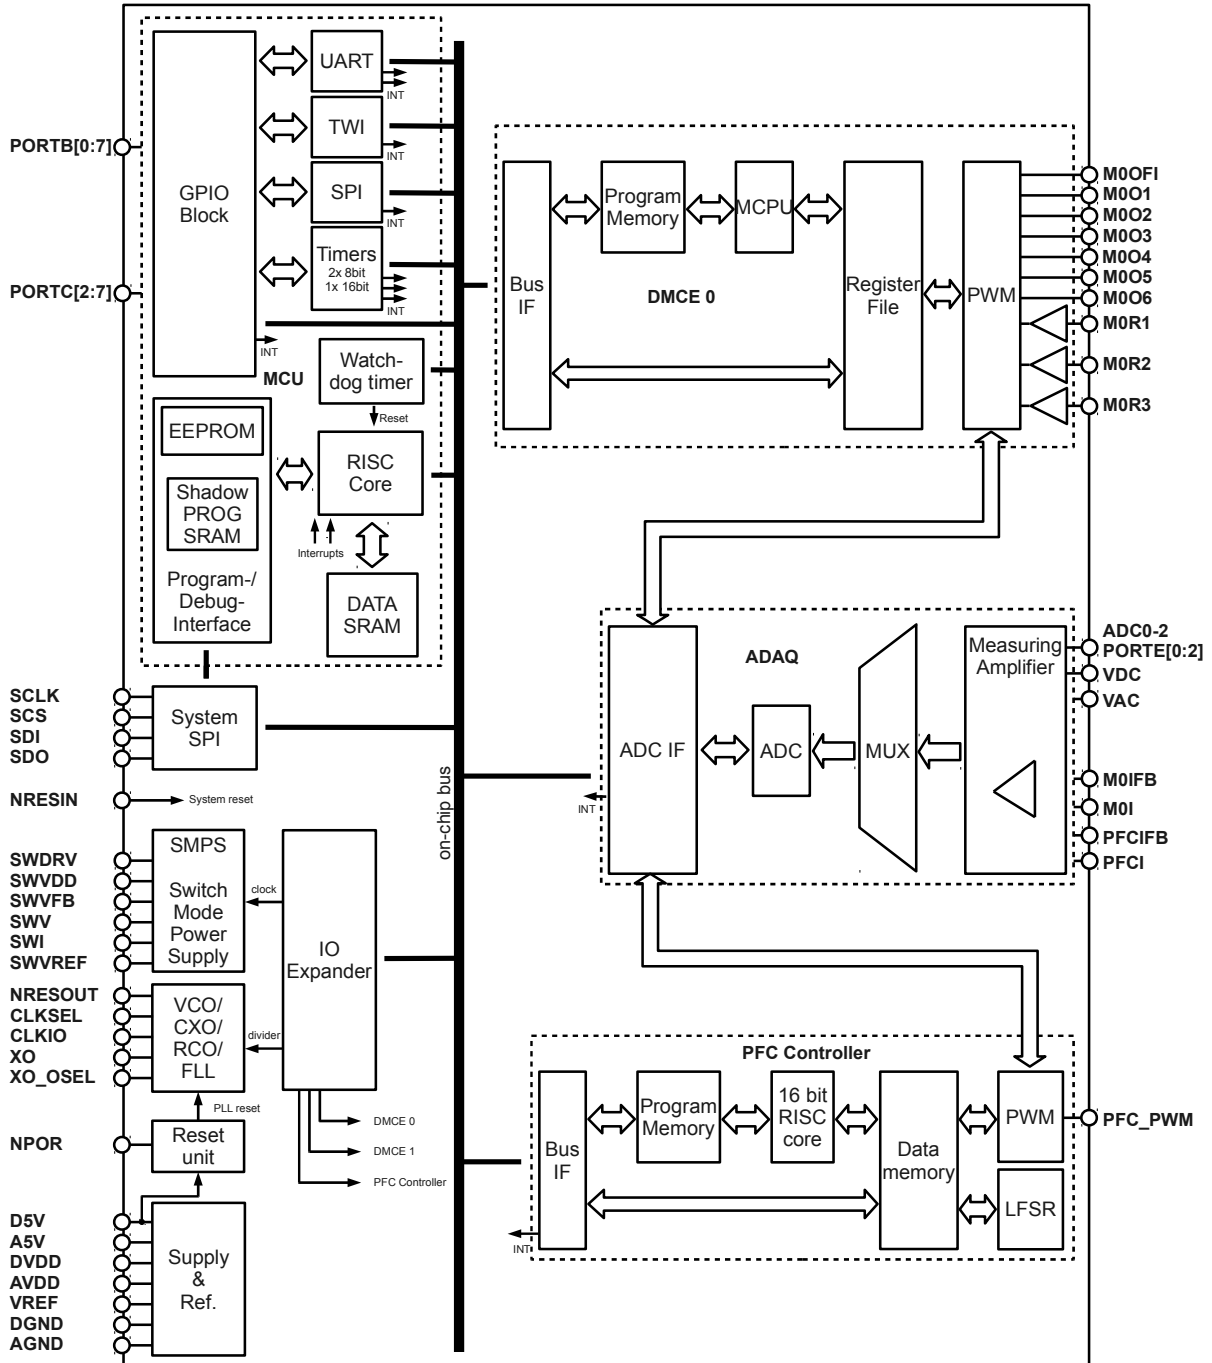 PORTB[0:7]
PORTC[2:7]
GPIO
Block
UART
INT
TWI
INT
SPI
INT
Timers
2x 8bit
1x 16bit
INT
INT
MCU
Watch-
dog timer
Reset
EEPROM
Shadow
PROG
SRAM
Program-/
Debug-
Interface
RISC
Core
Interrupts
DATA
SRAM
SCLK
SCS
SDI
SDO
System
SPI
NRESIN
System reset
SWDRV
SWVDD
SWVFB
SWV
SWI
SWVREF
SMPS
Switch
Mode
Power
Supply
clock
IO
Expander
NRESOUT
CLKSEL
CLKIO
XO
XO_OSEL
VCO/
CXO/
RCO/
FLL
divider
PLL reset
NPOR
Reset
unit
DMCE 0
DMCE 1
PFC Controller
D5V
A5V
DVDD
AVDD
VREF
DGND
AGND
Supply
&
Ref.
on-chip bus
Bus
IF
Program
Memory
MCPU
DMCE 0
Register
File
PWM
M0OFI
M0O1
M0O2
M0O3
M0O4
M0O5
M0O6
M0R1
M0R2
M0R3
ADAQ
ADC IF
INT
ADC
MUX
Measuring
Amplifier
ADC0-2
PORTE[0:2]
VDC
VAC
M0IFB
M0I
PFCIFB
PFCI
PFC Controller
Bus
IF
INT
Program
Memory
16 bit
RISC
core
Data
memory
PWM
LFSR
PFC_PWM